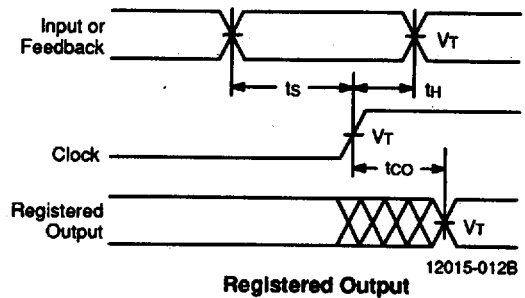 Input or
Feedback
VT
tS
tH
Clock
VT
tCO
Registered
Output
VT
12015-012B
Registered Output